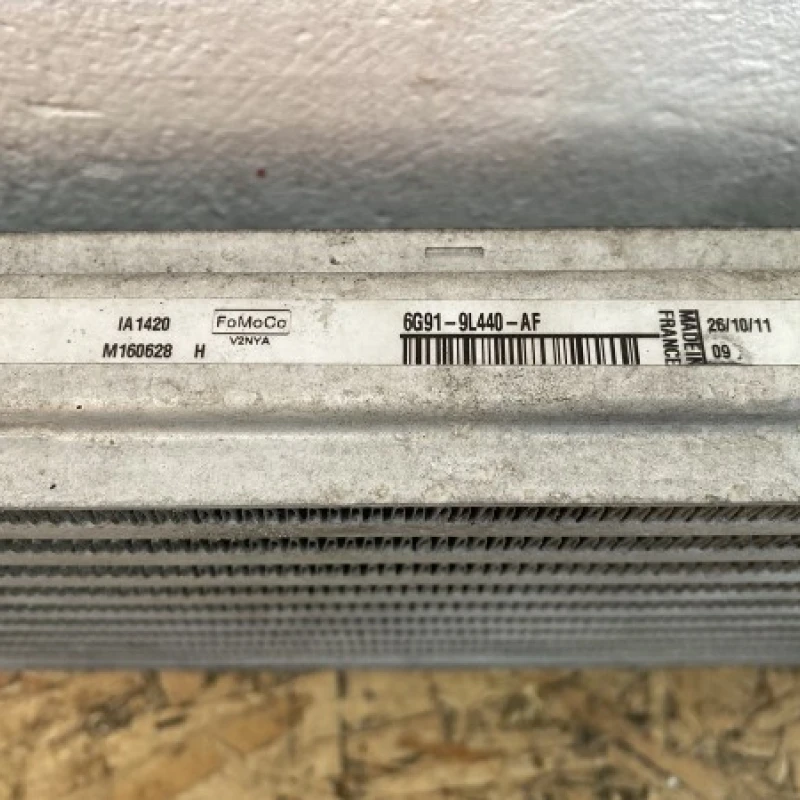 IA1420
M160628 H
FoMoCo
V2NYA
6G91-9L440-AF
MADE IN
FRANCE
26/10/11
09